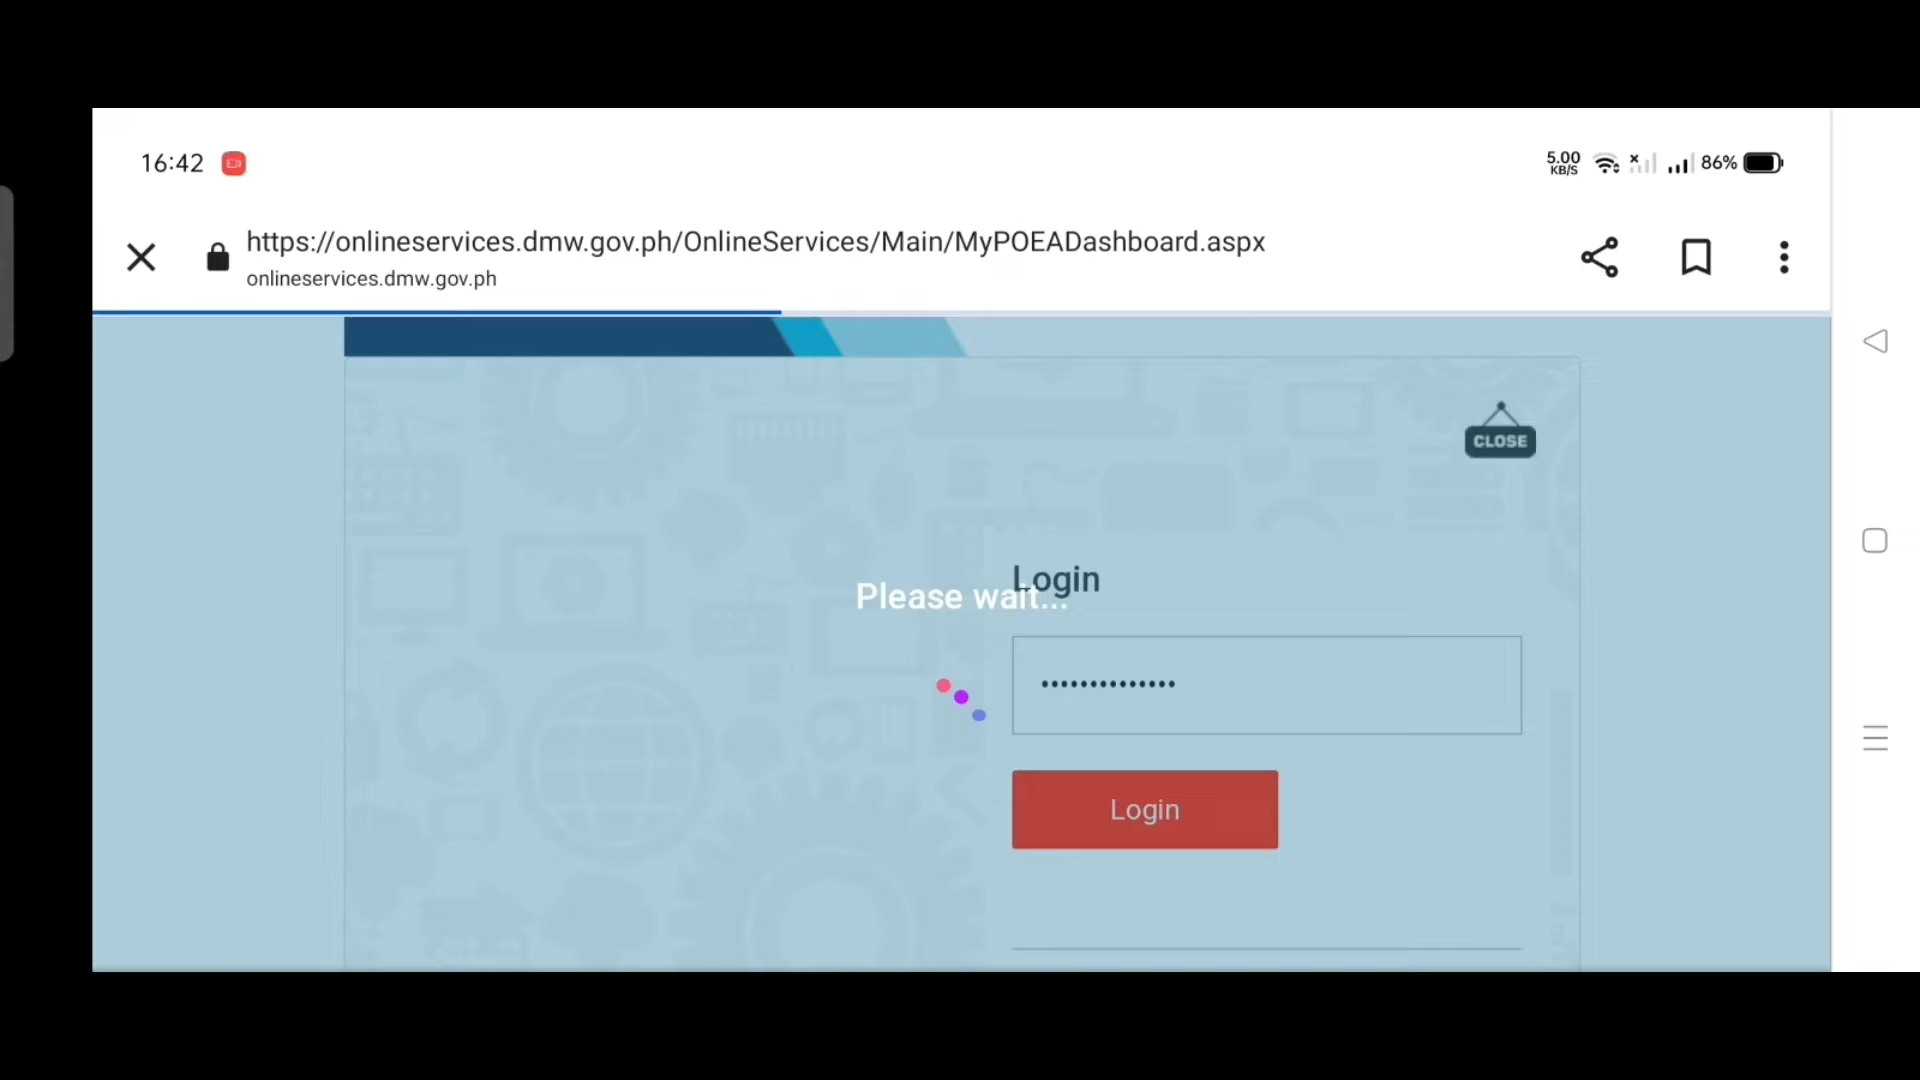 16:42
5.00
KB/S
86%
https://onlineservices.dmw.gov.ph/OnlineServices/Main/MyPOEADashboard.aspx
onlineservices.dmw.gov.ph
CLOSE
Login
Please wait...
••••••••••••••
Login